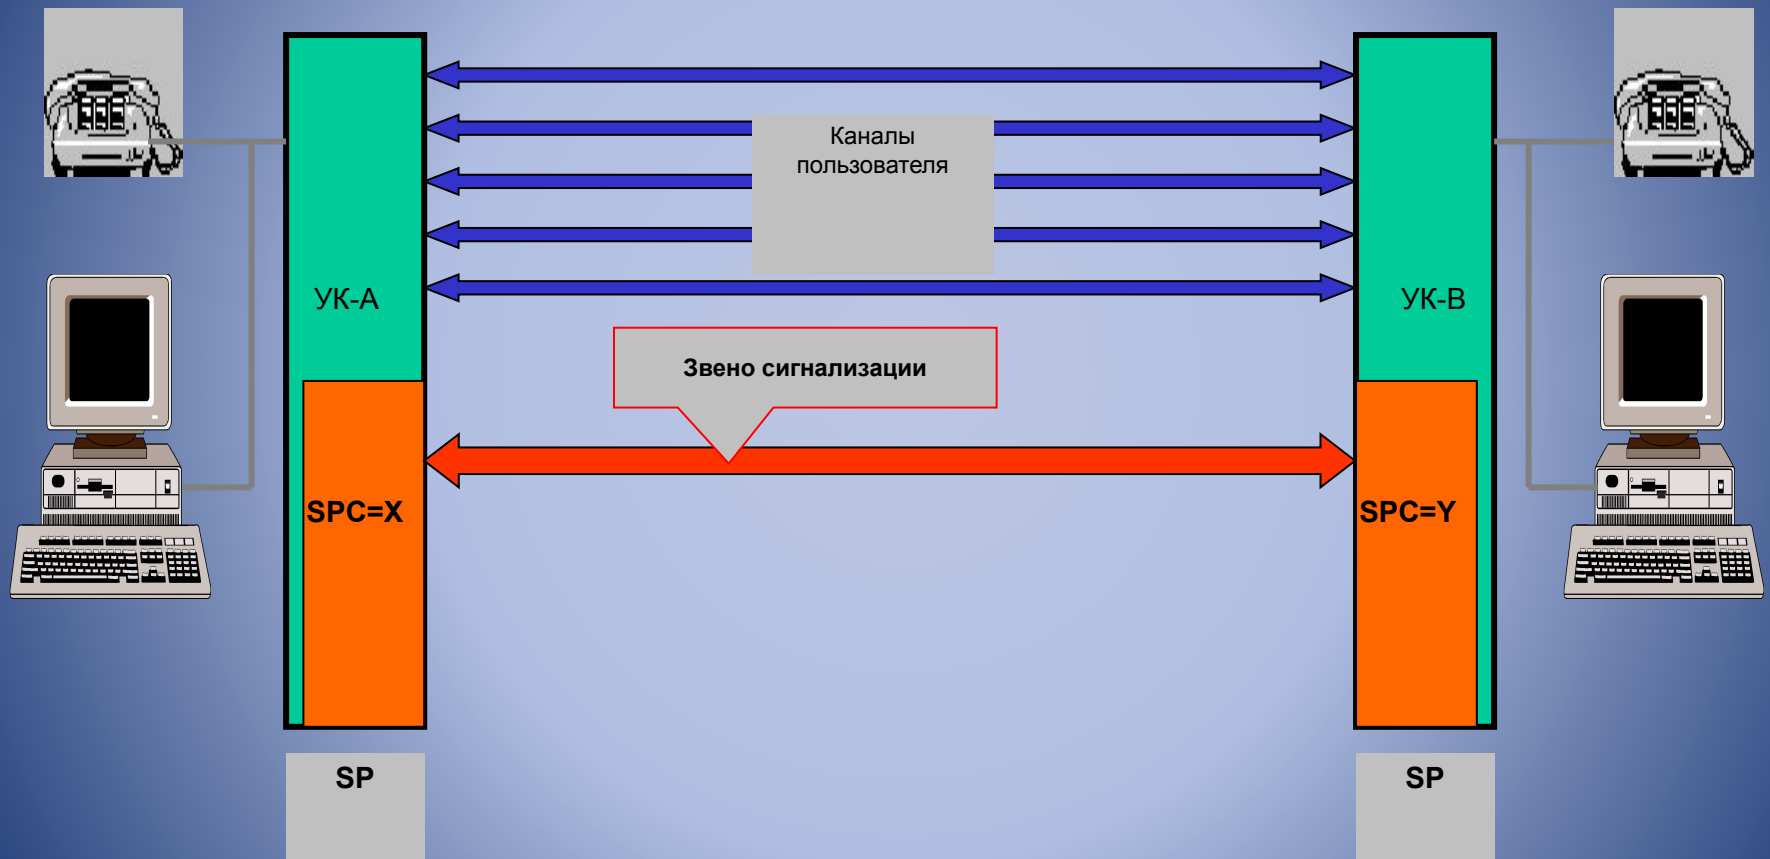 Каналы
пользователя
УК-А
УК-В
Звено сигнализации
SPC=X
SPC=Y
SP
SP